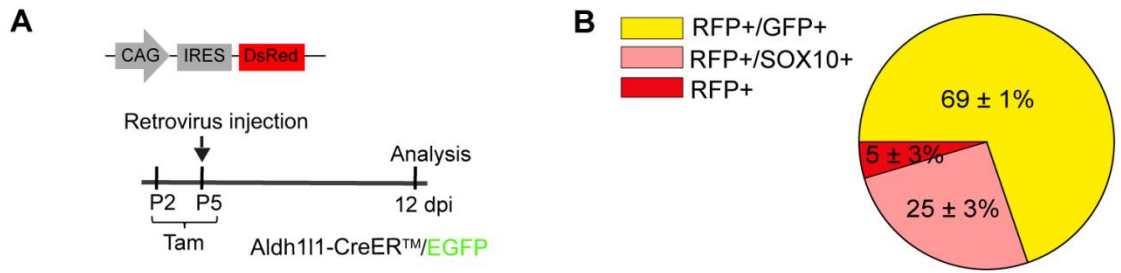 A
CAG IRES DsRed
Retrovirus injection
Analysis
P2 P5 12 dpi
Tam
Aldh1l1-CreER™/EGFP
B
RFP+/GFP+
RFP+/SOX10+
RFP+
69 ± 1%
5 ± 3%
25 ± 3%